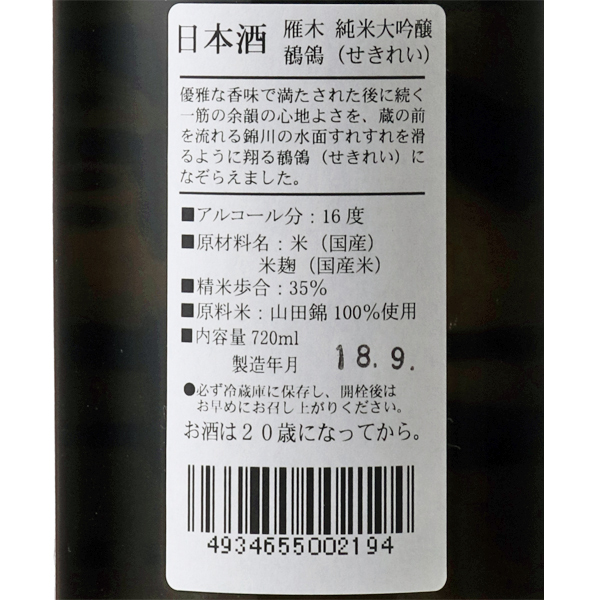 日本酒 雁木 純米大吟醸
鶺鴒（せきれい）
優雅な香味で満たされた後に続く
一筋の余韻の心地よさを、蔵の前
を流れる錦川の水面すれすれを滑
るように翔る鶺鴒（せきれい）に
なぞらえました。
■アルコール分：16度
■原材料名：米（国産）
米麹（国産米）
■精米歩合：35%
■原料米：山田錦100%使用
■内容量 720ml
製造年月 18.9.
●必ず冷蔵庫に保存し、開栓後は
お早めにお召し上がりください。
お酒は20歳になってから。
4934655002194